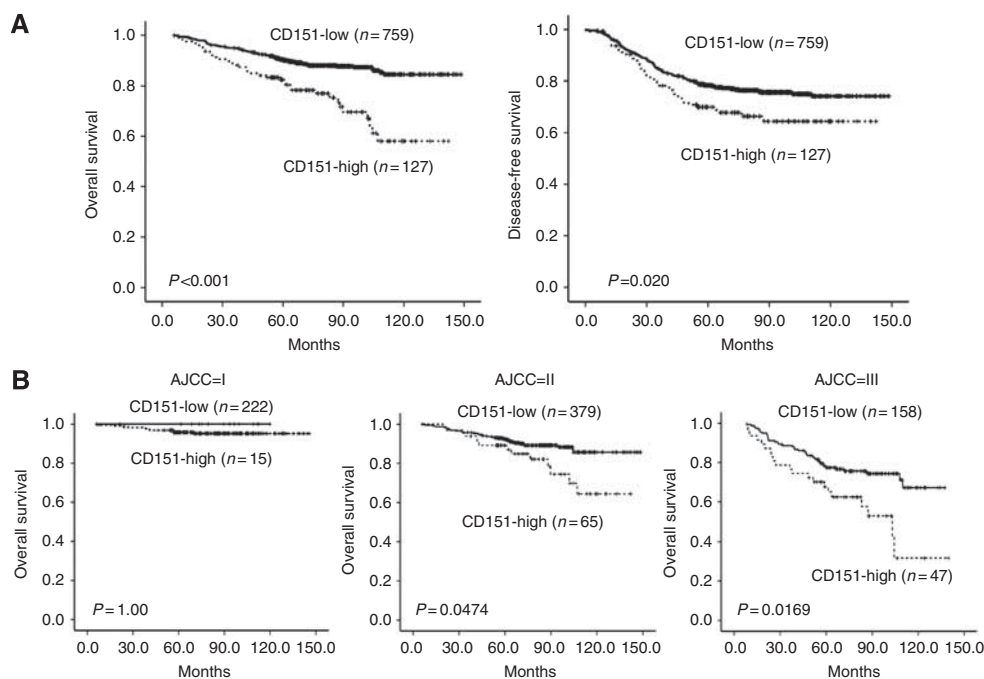 A
CD151-low (n=759)
CD151-high (n=127)
P<0.001
Overall survival
1.0
0.8
0.6
0.4
0.2
0.0
0.0 30.0 60.0 90.0 120.0 150.0
Months
CD151-low (n=759)
CD151-high (n=127)
P=0.020
Disease-free survival
1.0
0.8
0.6
0.4
0.2
0.0
0.0 30.0 60.0 90.0 120.0 150.0
Months
B
AJCC=I
CD151-low (n=222)
CD151-high (n=15)
P=1.00
Overall survival
1.0
0.8
0.6
0.4
0.2
0.0
0.0 30.0 60.0 90.0 120.0 150.0
Months
AJCC=II
CD151-low (n=379)
CD151-high (n=65)
P=0.0474
Overall survival
1.0
0.8
0.6
0.4
0.2
0.0
0.0 30.0 60.0 90.0 120.0 150.0
Months
AJCC=III
CD151-low (n=158)
CD151-high (n=47)
P=0.0169
Overall survival
1.0
0.8
0.6
0.4
0.2
0.0
0.0 30.0 60.0 90.0 120.0 150.0
Months